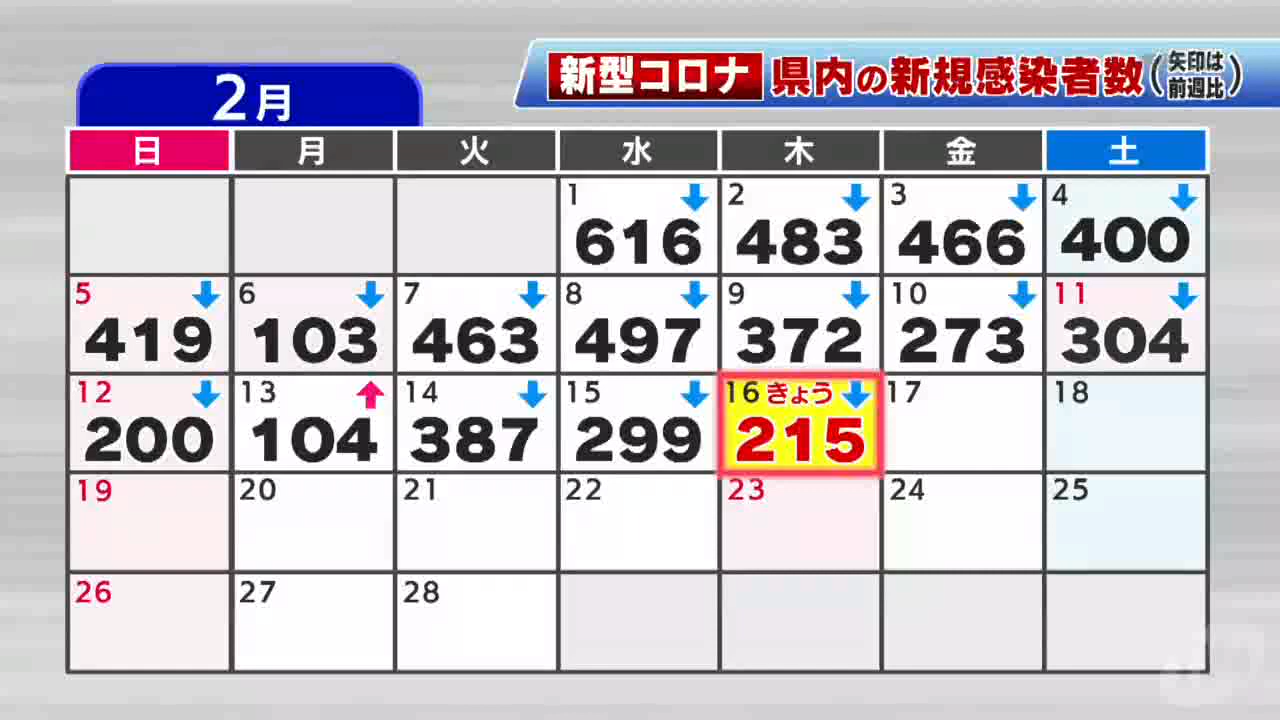 新型コロナ 県内の新規感染者数(矢印は前週比)
2月
日 月 火 水 木 金 土
1 2 3 4
616 483 466 400
5 6 7 8 9 10 11
419 103 463 497 372 273 304
12 13 14 15 16 きょう 17 18
200 104 387 299 215
19 20 21 22 23 24 25
26 27 28